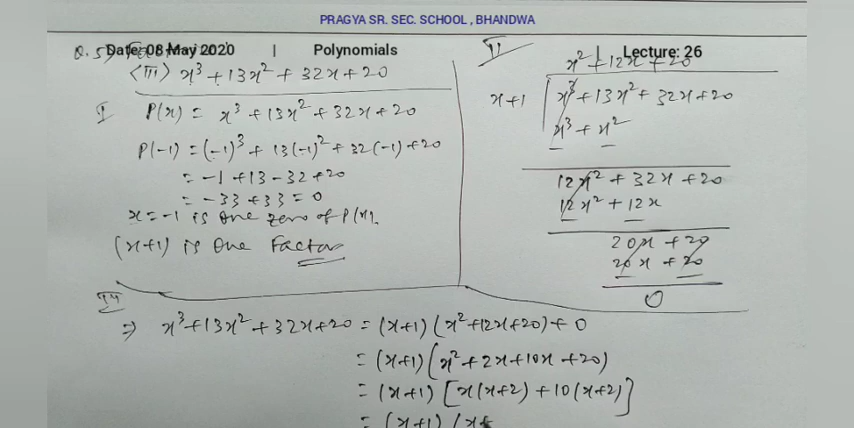 PRAGYA SR. SEC. SCHOOL , BHANDWA
Date: 08 May 2020 | Polynomials | Lecture: 26
Q. 5)
(III) x³ + 13x² + 32x + 20
I P(x) = x³ + 13x² + 32x + 20
P(-1) = (-1)³ + 13(-1)² + 32(-1) + 20
= -1 + 13 - 32 + 20
= -33 + 33 = 0
x = -1 is one zero of P(x).
(x+1) is one Factor
II
x² + 12x + 20
x+1 x³ + 13x² + 32x + 20
x³ + x²
- -
12x² + 32x + 20
12x² + 12x
- -
20x + 20
20x + 20
- -
0
III
⇒ x³ + 13x² + 32x + 20 = (x+1) (x² + 12x + 20) + 0
= (x+1) (x² + 2x + 10x + 20)
= (x+1) [x(x+2) + 10(x+2)}
= (x+1) (x+